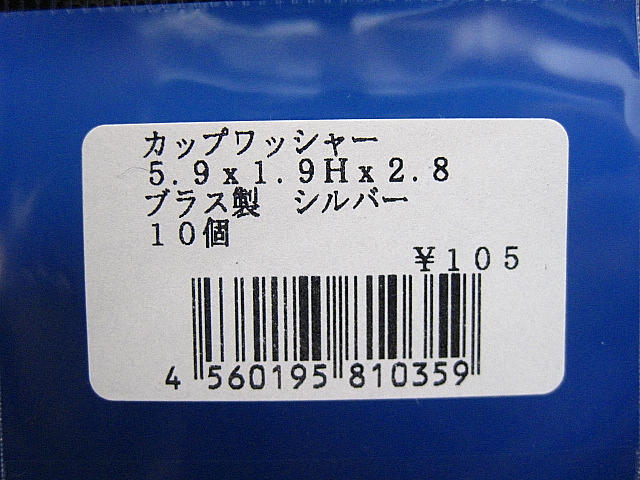 カップワッシャー
5.9x1.9Hx2.8
ブラス製　シルバー
10個
¥105
4 560195 810359